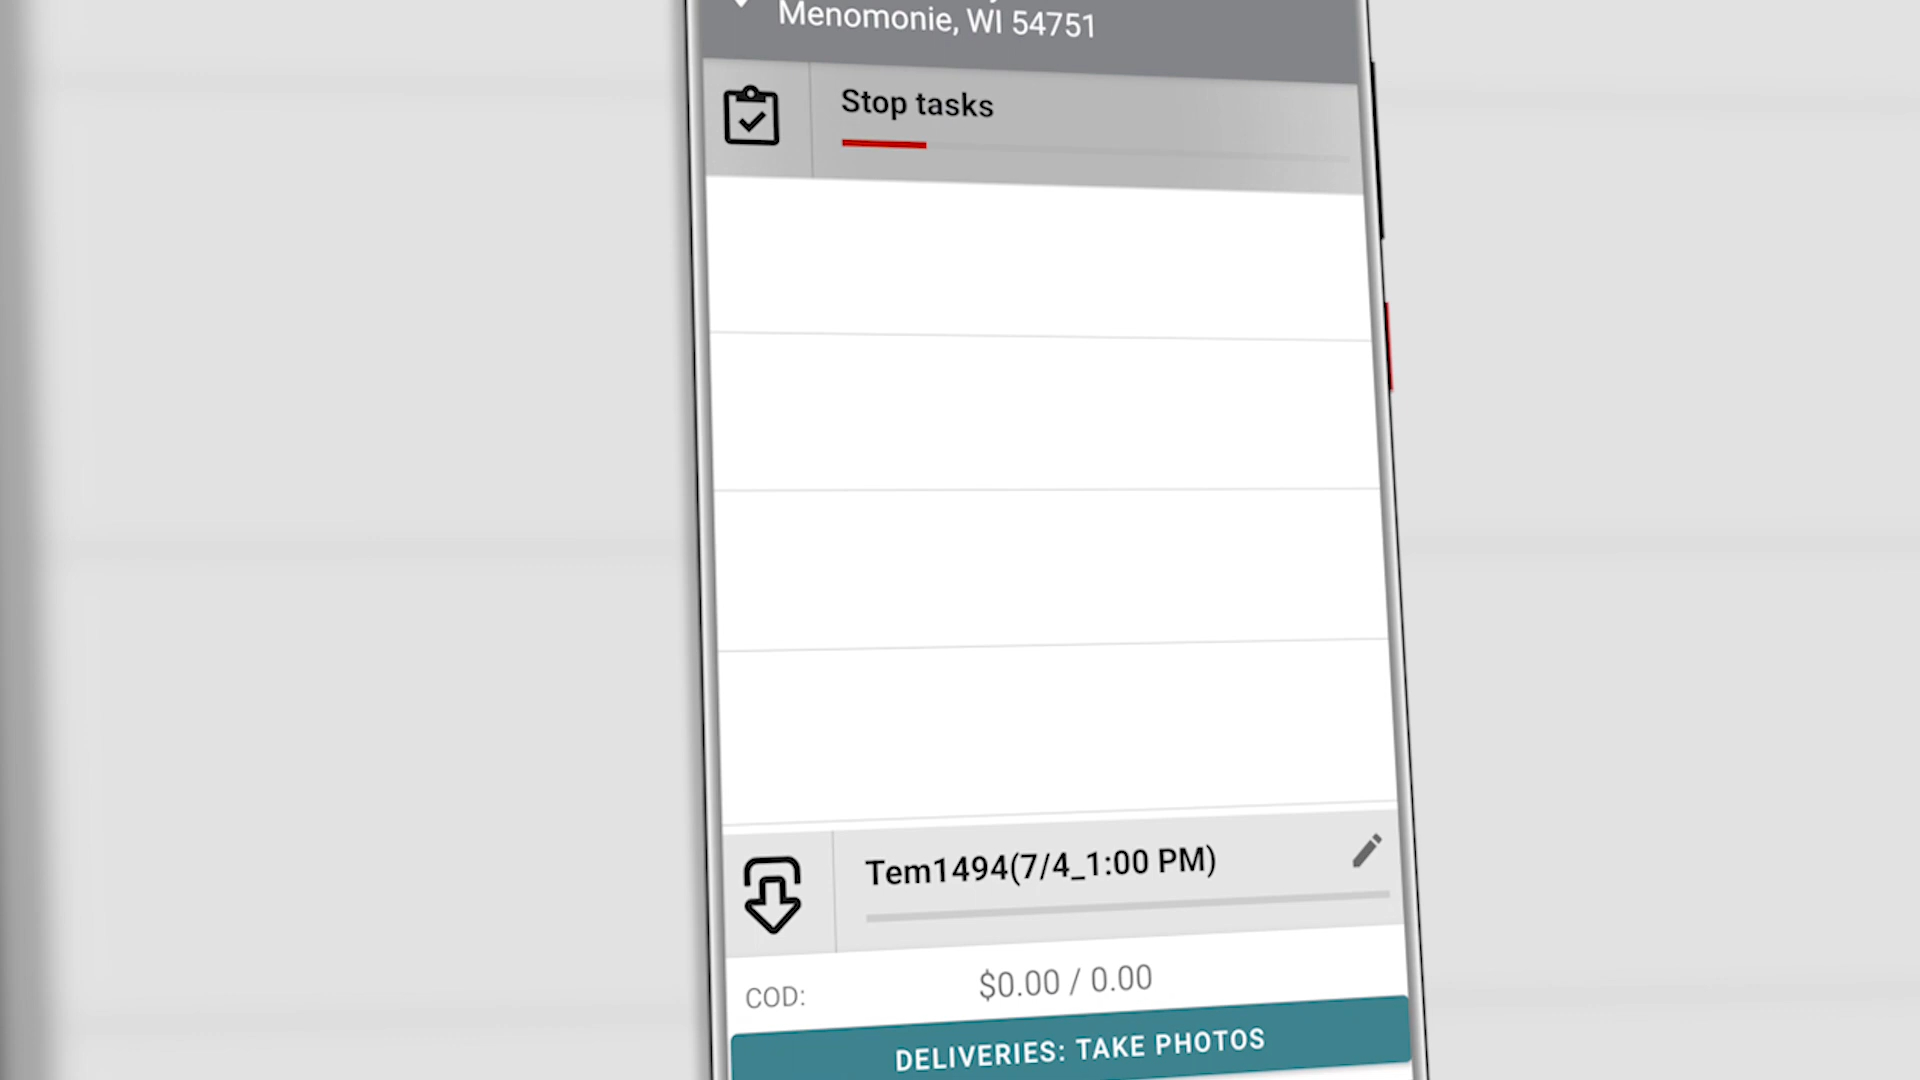 Menomonie, WI 54751
Stop tasks
Tem1494(7/4_1:00 PM)
COD:
$0.00 / 0.00
DELIVERIES: TAKE PHOTOS